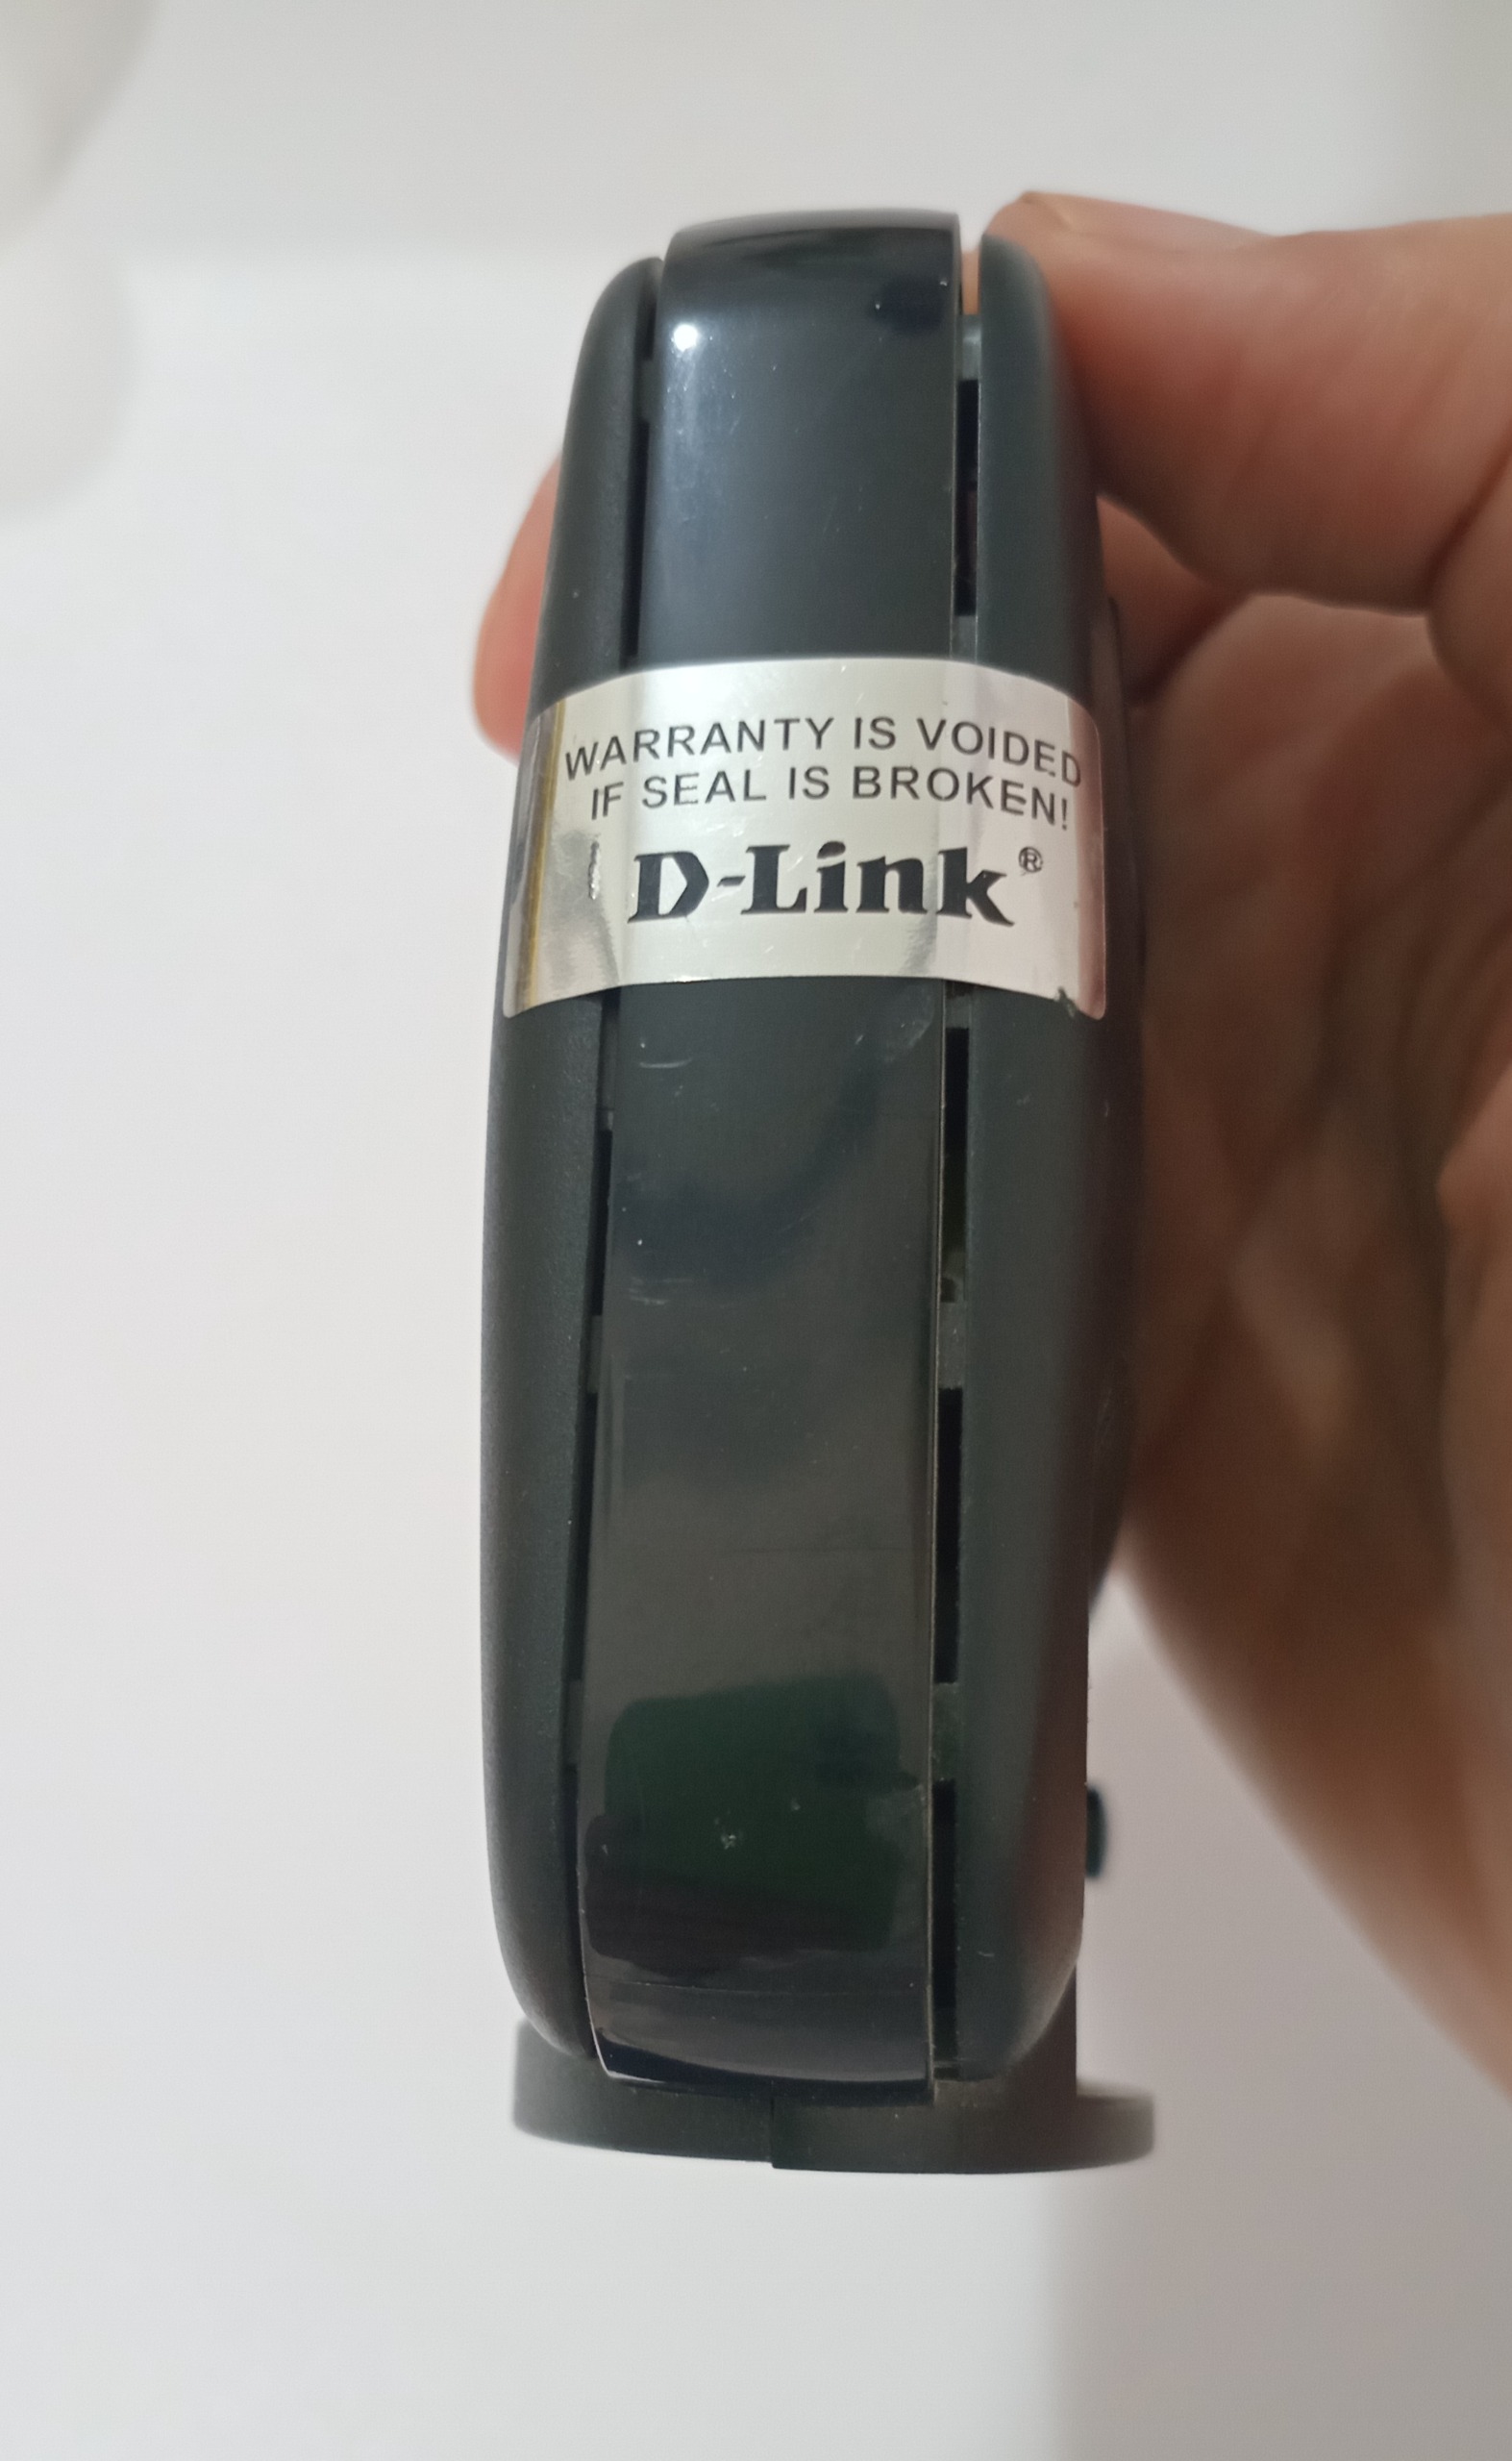 WARRANTY IS VOIDED
IF SEAL IS BROKEN!
D-Link®